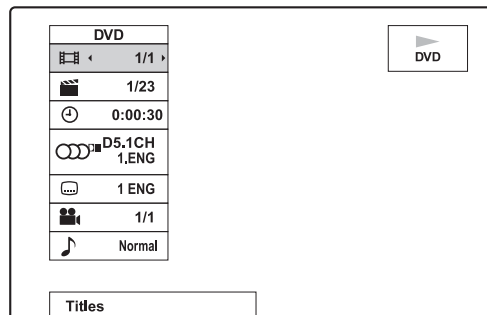 DVD
1/1
1/23
0:00:30
D5.1CH
1.ENG
1 ENG
1/1
Normal
DVD
Titles